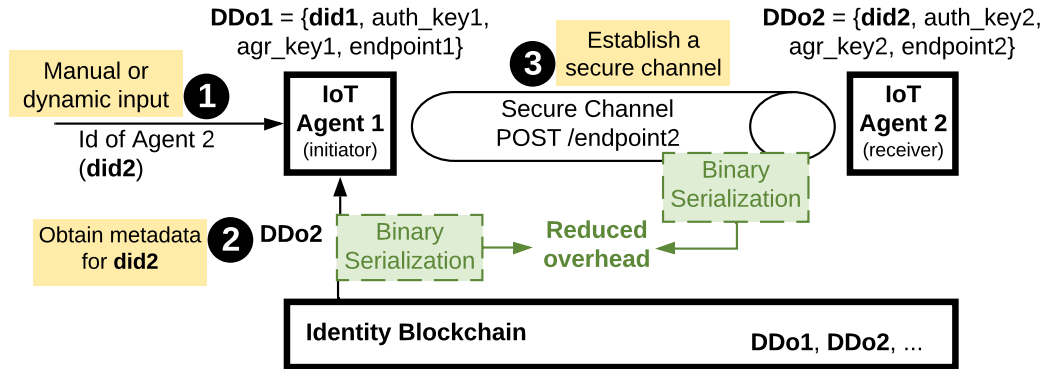 DDo1 = {did1, auth_key1,
agr_key1, endpoint1}
DDo2 = {did2, auth_key2,
agr_key2, endpoint2}
Manual or
dynamic input
1
Id of Agent 2
(did2)
IoT
Agent 1
(initiator)
3
Establish a
secure channel
Secure Channel
POST /endpoint2
IoT
Agent 2
(receiver)
Binary
Serialization
Obtain metadata
for did2
2
DDo2
Binary
Serialization
Reduced
overhead
Identity Blockchain
DDo1, DDo2, ...